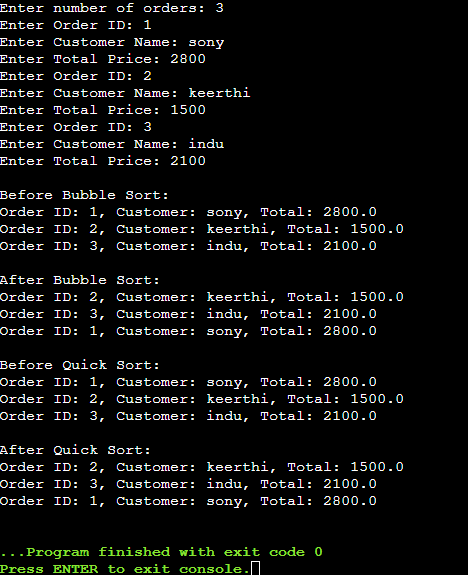 Enter number of orders: 3
Enter Order ID: 1
Enter Customer Name: sony
Enter Total Price: 2800
Enter Order ID: 2
Enter Customer Name: keerthi
Enter Total Price: 1500
Enter Order ID: 3
Enter Customer Name: indu
Enter Total Price: 2100

Before Bubble Sort:
Order ID: 1, Customer: sony, Total: 2800.0
Order ID: 2, Customer: keerthi, Total: 1500.0
Order ID: 3, Customer: indu, Total: 2100.0

After Bubble Sort:
Order ID: 2, Customer: keerthi, Total: 1500.0
Order ID: 3, Customer: indu, Total: 2100.0
Order ID: 1, Customer: sony, Total: 2800.0

Before Quick Sort:
Order ID: 1, Customer: sony, Total: 2800.0
Order ID: 2, Customer: keerthi, Total: 1500.0
Order ID: 3, Customer: indu, Total: 2100.0

After Quick Sort:
Order ID: 2, Customer: keerthi, Total: 1500.0
Order ID: 3, Customer: indu, Total: 2100.0
Order ID: 1, Customer: sony, Total: 2800.0

...Program finished with exit code 0
Press ENTER to exit console.